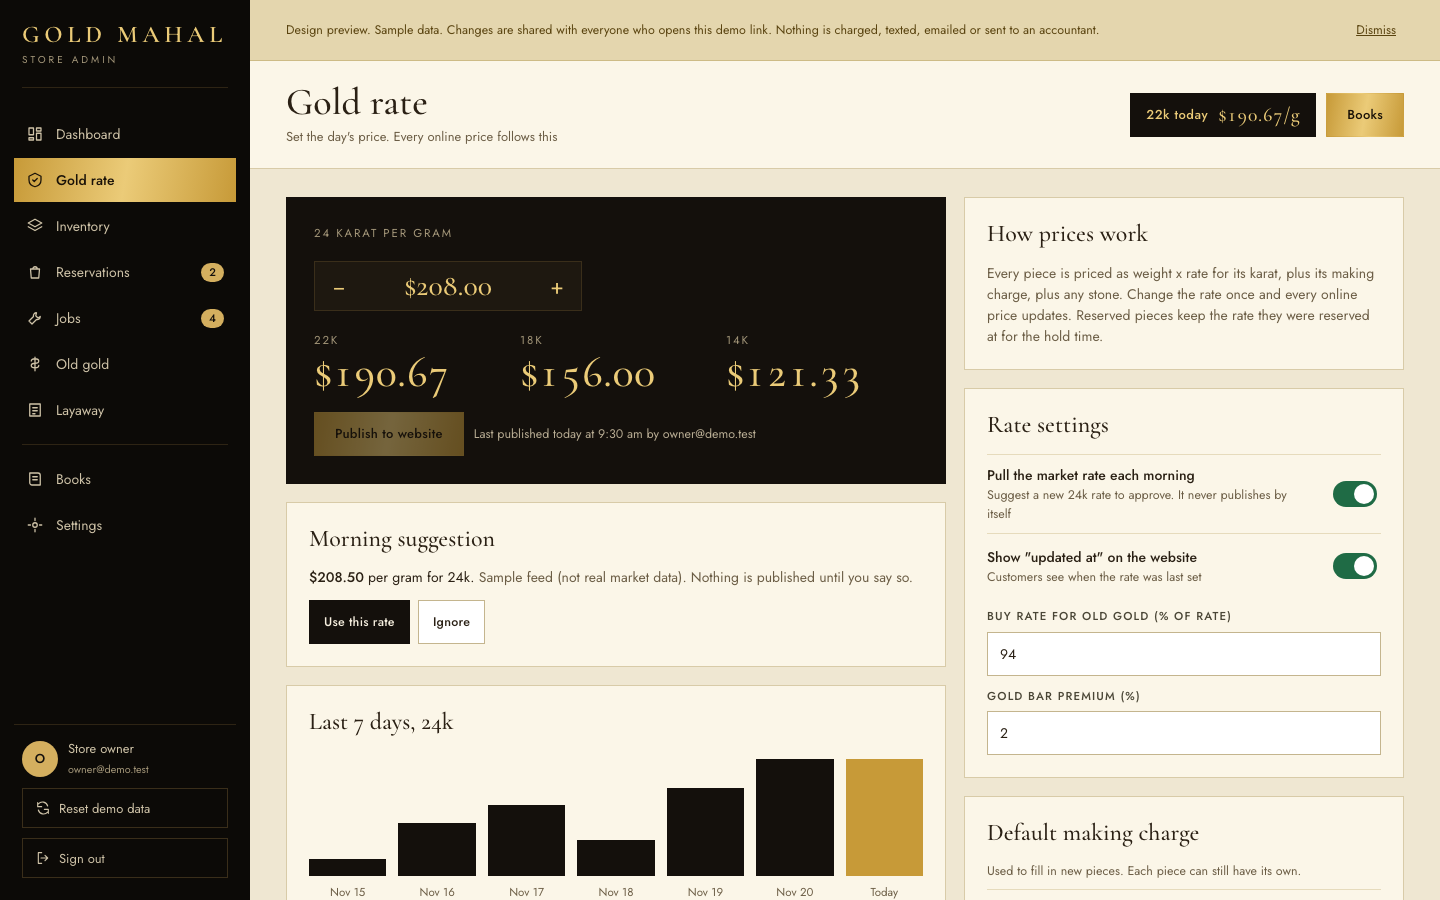 GOLD MAHAL
STORE ADMIN
Dashboard
Gold rate
Inventory
Reservations 2
Jobs 4
Old gold
Layaway
Books
Settings
O
Store owner
owner@demo.test
Reset demo data
Sign out
Design preview. Sample data. Changes are shared with everyone who opens this demo link. Nothing is charged, texted, emailed or sent to an accountant.
Dismiss
Gold rate
Set the day's price. Every online price follows this
22k today $190.67/g
Books
24 KARAT PER GRAM
− $208.00 +
22K 18K 14K
$190.67 $156.00 $121.33
Publish to website
Last published today at 9:30 am by owner@demo.test
Morning suggestion
$208.50 per gram for 24k. Sample feed (not real market data). Nothing is published until you say so.
Use this rate
Ignore
Last 7 days, 24k
Nov 15 Nov 16 Nov 17 Nov 18 Nov 19 Nov 20 Today
How prices work
Every piece is priced as weight x rate for its karat, plus its making
charge, plus any stone. Change the rate once and every online
price updates. Reserved pieces keep the rate they were reserved
at for the hold time.
Rate settings
Pull the market rate each morning
Suggest a new 24k rate to approve. It never publishes by
itself
Show "updated at" on the website
Customers see when the rate was last set
BUY RATE FOR OLD GOLD (% OF RATE)
94
GOLD BAR PREMIUM (%)
2
Default making charge
Used to fill in new pieces. Each piece can still have its own.